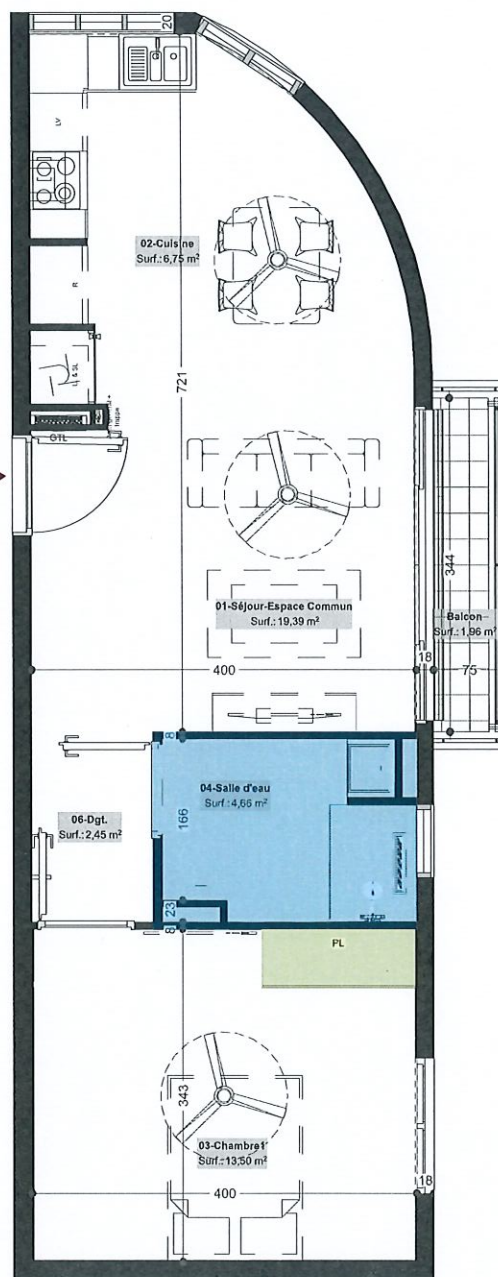 20
LV
02-Cuisine
Surf.: 6,75 m²
R
721
LL & SL
GTL
344
01-Séjour-Espace Commun
Surf.: 19,39 m²
Balcon
Surf.: 1,96 m²
400
18
75
8
04-Salle d'eau
Surf.: 4,66 m²
06-Dgt.
Surf.: 2,45 m²
166
23
8
PL
343
03-Chambre1
Surf.: 13,50 m²
400
18